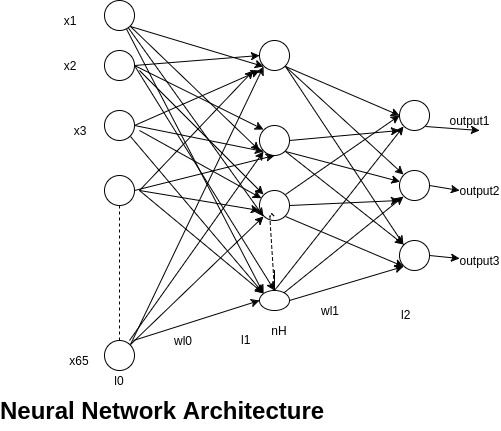 x1
x2
x3
output1
output2
output3
x65
wl0
l1
nH
wl1
l2
l0
Neural Network Architecture